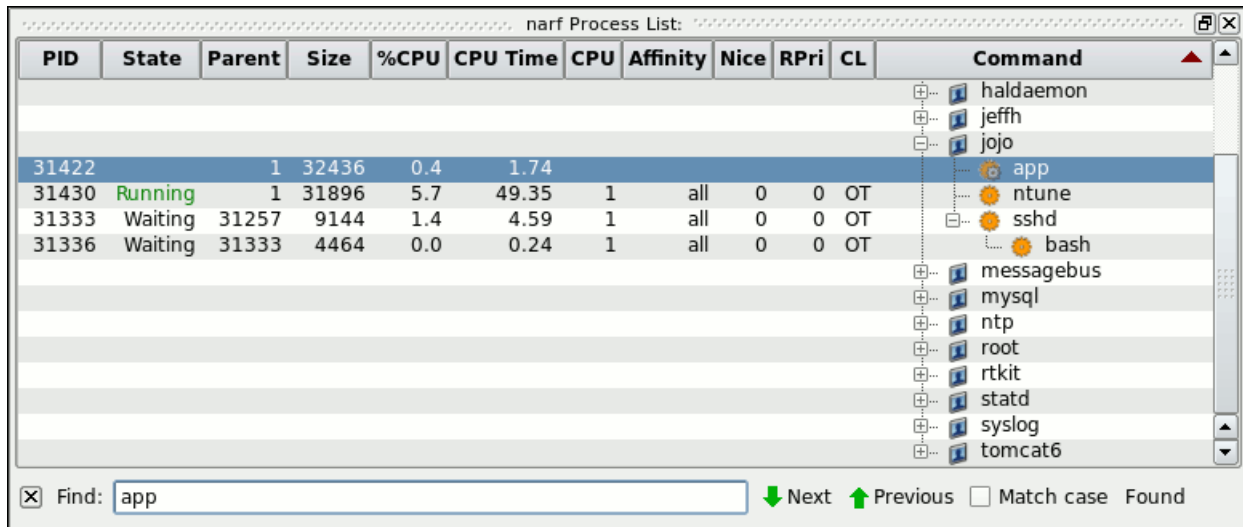 narf Process List:
PID State Parent Size %CPU CPU Time CPU Affinity Nice RPri CL Command
haldaemon
jeffh
jojo
31422 1 32436 0.4 1.74 app
31430 Running 1 31896 5.7 49.35 1 all 0 0 OT ntune
31333 Waiting 31257 9144 1.4 4.59 1 all 0 0 OT sshd
31336 Waiting 31333 4464 0.0 0.24 1 all 0 0 OT bash
messagebus
mysql
ntp
root
rtkit
statd
syslog
tomcat6
Find: app Next Previous Match case Found